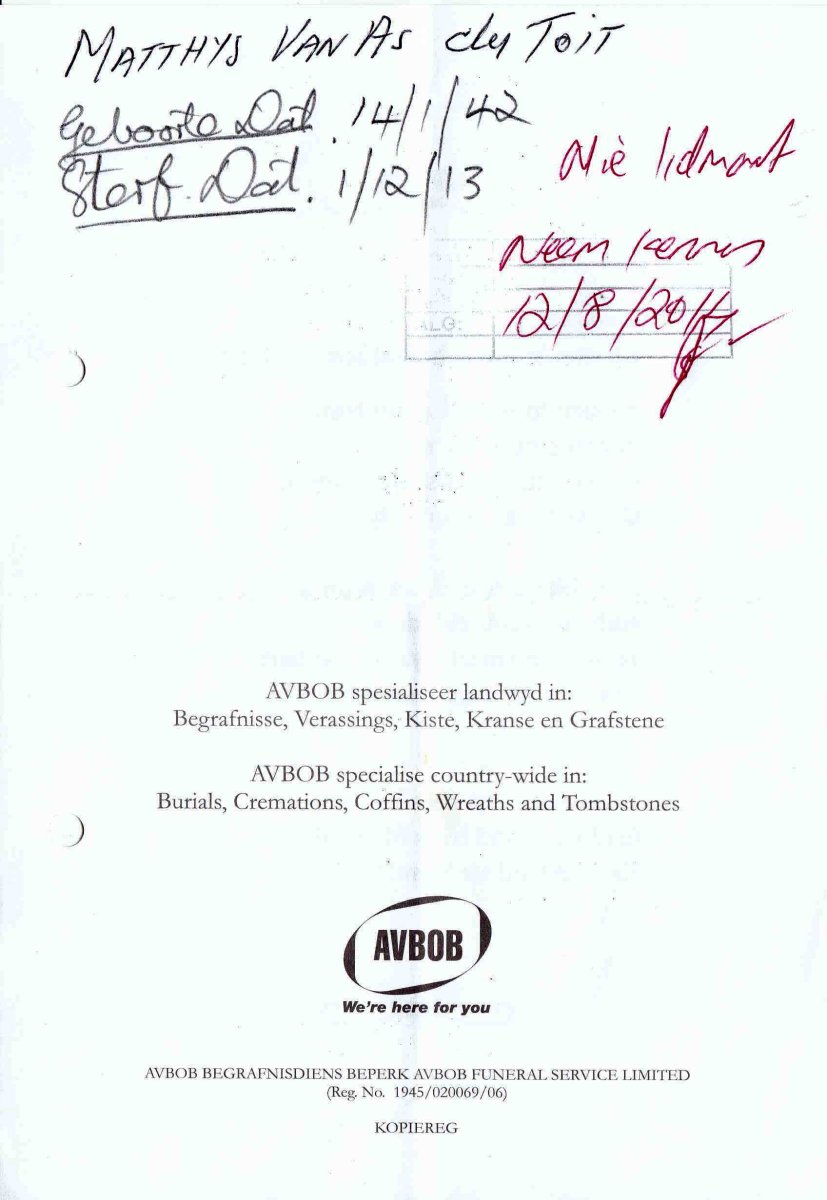 MATTHYS VAN AS du TOIT
Geboorte Dat. 14/1/42
Sterf. Dat. 1/12/13
Nie lidmaat
Neem kennis
12/8/2014
ALG:
AVBOB spesialiseer landwyd in:
Begrafnisse, Verassings, Kiste, Kranse en Grafstene
AVBOB specialise country-wide in:
Burials, Cremations, Coffins, Wreaths and Tombstones
AVBOB
We're here for you
AVBOB BEGRAFNISDIENS BEPERK AVBOB FUNERAL SERVICE LIMITED
(Reg. No. 1945/020069/06)
KOPIEREG